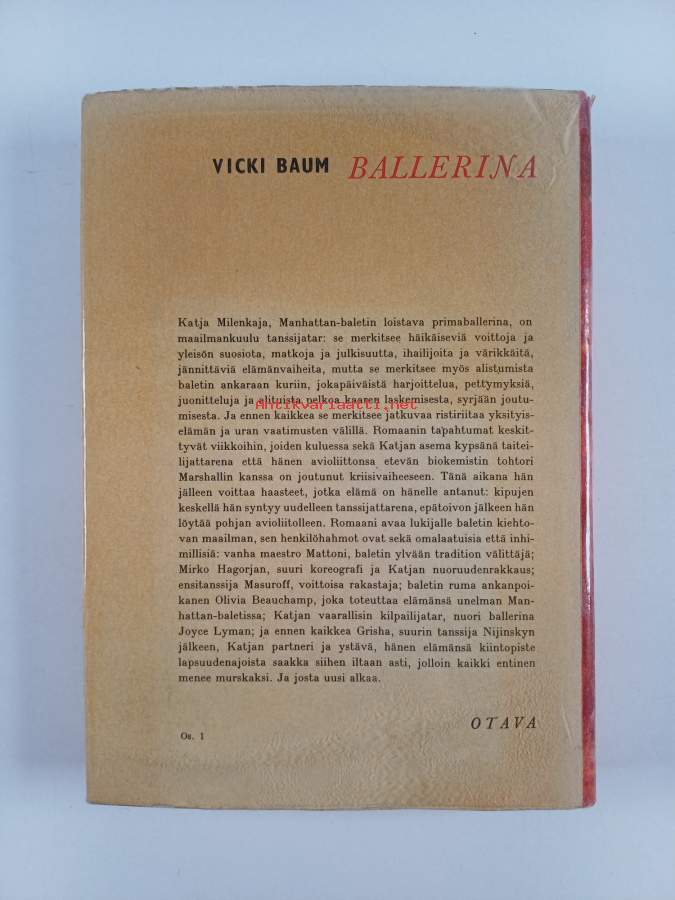 VICKI BAUM BALLERINA
Katja Milenkaja, Manhattan-baletin loistava primaballerina, on
maailmankuulu tanssijatar: se merkitsee häikäiseviä voittoja ja
yleisön suosiota, matkoja ja julkisuutta, ihailijoita ja värikkäitä,
jännittäviä elämänvaiheita, mutta se merkitsee myös alistumista
baletin ankaraan kuriin, jokapäiväistä harjoittelua, pettymyksiä,
juonitteluja ja alituista pelkoa kaaren laskemisesta, syrjään joutu-
Antikvariaatti.net
misesta. Ja ennen kaikkea se merkitsee jatkuvaa ristiriitaa yksityis-
elämän ja uran vaatimusten välillä. Romaanin tapahtumat keskit-
tyvät viikkoihin, joiden kuluessa sekä Katjan asema kypsänä taitei-
lijattarena että hänen avioliittonsa etevän biokemistin tohtori
Marshallin kanssa on joutunut kriisivaiheeseen. Tänä aikana hän
jälleen voittaa haasteet, jotka elämä on hänelle antanut: kipujen
keskellä hän syntyy uudelleen tanssijattarena, epätoivon jälkeen hän
löytää pohjan avioliitolleen. Romaani avaa lukijalle baletin kiehto-
van maailman, sen henkilöhahmot ovat sekä omalaatuisia että inhi-
millisiä: vanha maestro Mattoni, baletin ylvään tradition välittäjä;
Mirko Hagorjan, suuri koreografi ja Katjan nuoruudenrakkaus;
ensitanssija Masuroff, voittoisa rakastaja; baletin ruma ankanpoi-
kanen Olivia Beauchamp, joka toteuttaa elämänsä unelman Man-
hattan-baletissa; Katjan vaarallisin kilpailijatar, nuori ballerina
Joyce Lyman; ja ennen kaikkea Grisha, suurin tanssija Nijinskyn
jälkeen, Katjan partneri ja ystävä, hänen elämänsä kiintopiste
lapsuudenajoista saakka siihen iltaan asti, jolloin kaikki entinen
menee murskaksi. Ja josta uusi alkaa.
OTAVA
Os. 1